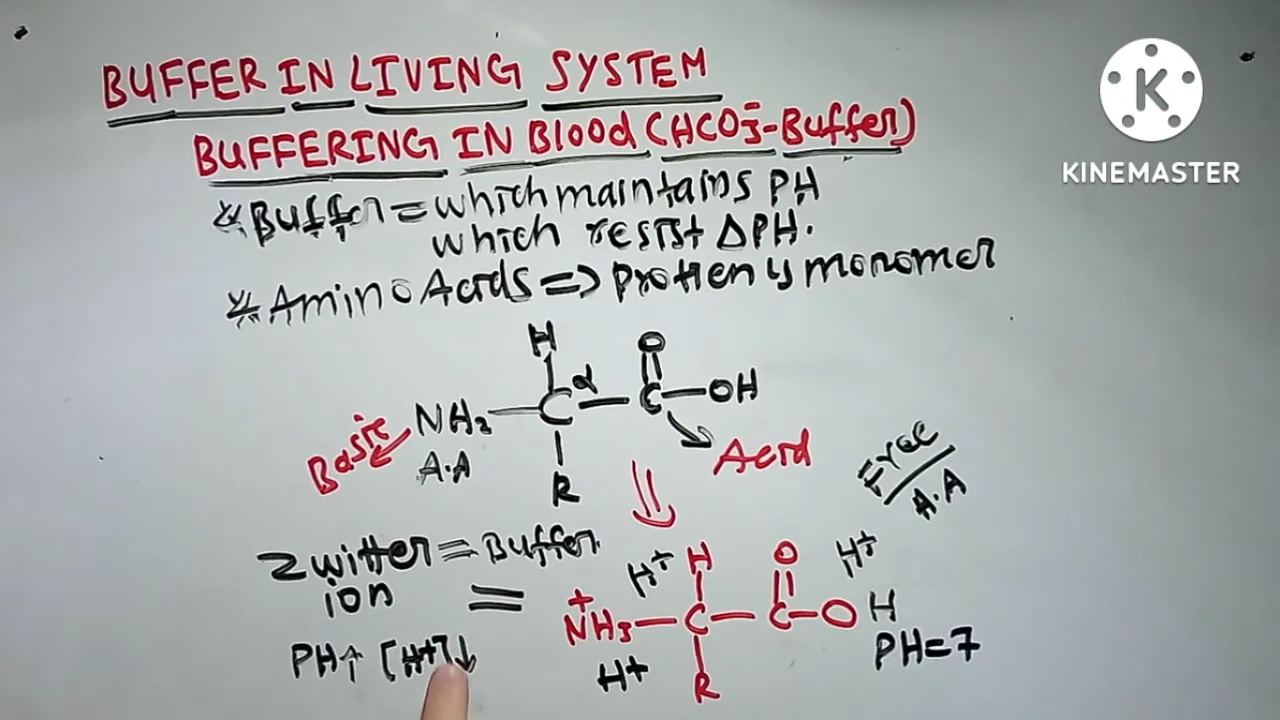 BUFFER IN LIVING SYSTEM
BUFFERING IN Blood (HCO3⁻-Buffer)
KINEMASTER
*Buffer = which maintains PH
which resist ΔPH.
*Amino Acids => protien y monomer
H
O
α
NH2 — C — C — OH
Basic
Acid
A.A
R
Free
A.A
Zwitter = Buffer
ion =
H+ H O H+
+
NH3 — C — C — O H
PH=7
H+ R
PH↑ [H+]↓